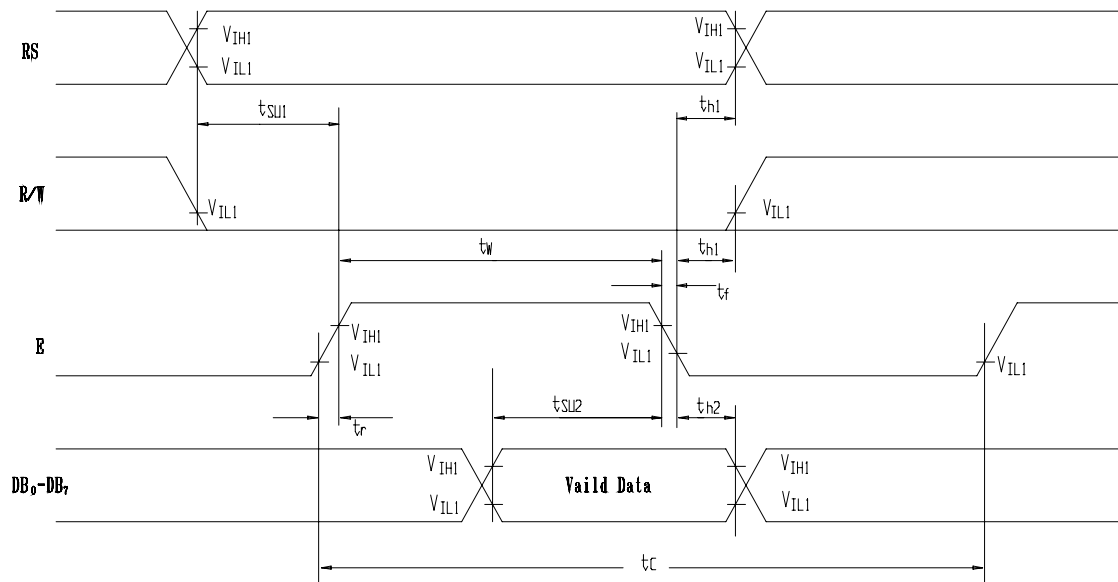 RS
VIH1
VIL1
VIH1
VIL1
tSU1
th1
R/W
VIL1
VIL1
tW
th1
tf
E
VIH1
VIL1
VIH1
VIL1
VIL1
tr
tSU2
th2
DB0-DB7
VIH1
VIL1
Vaild Data
VIH1
VIL1
tC